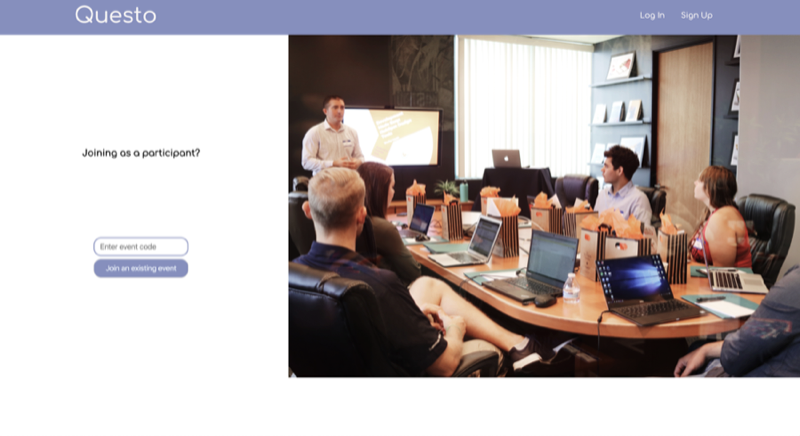 Questo
Log In
Sign Up
Joining as a participant?
Enter event code
Join an existing event